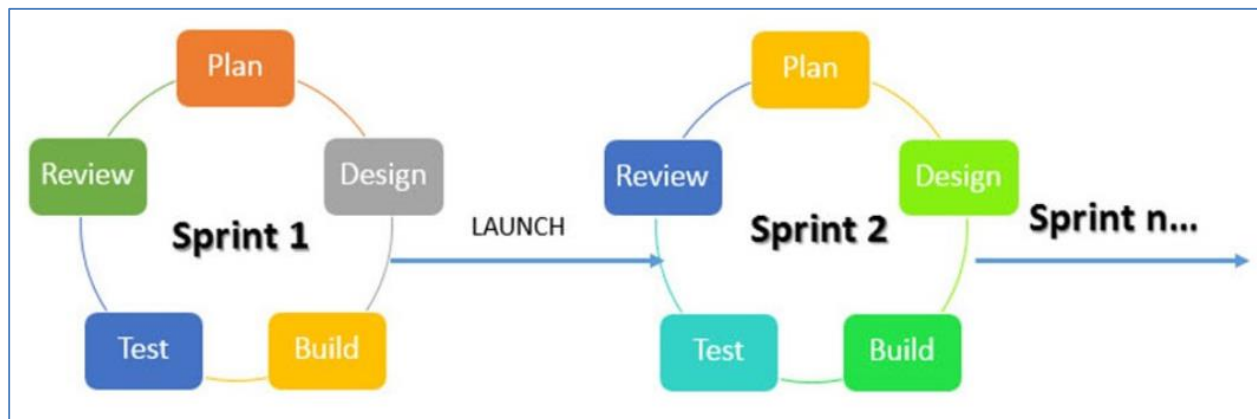 Plan
Design
Build
Test
Review
Sprint 1
LAUNCH
Plan
Design
Build
Test
Review
Sprint 2
Sprint n...